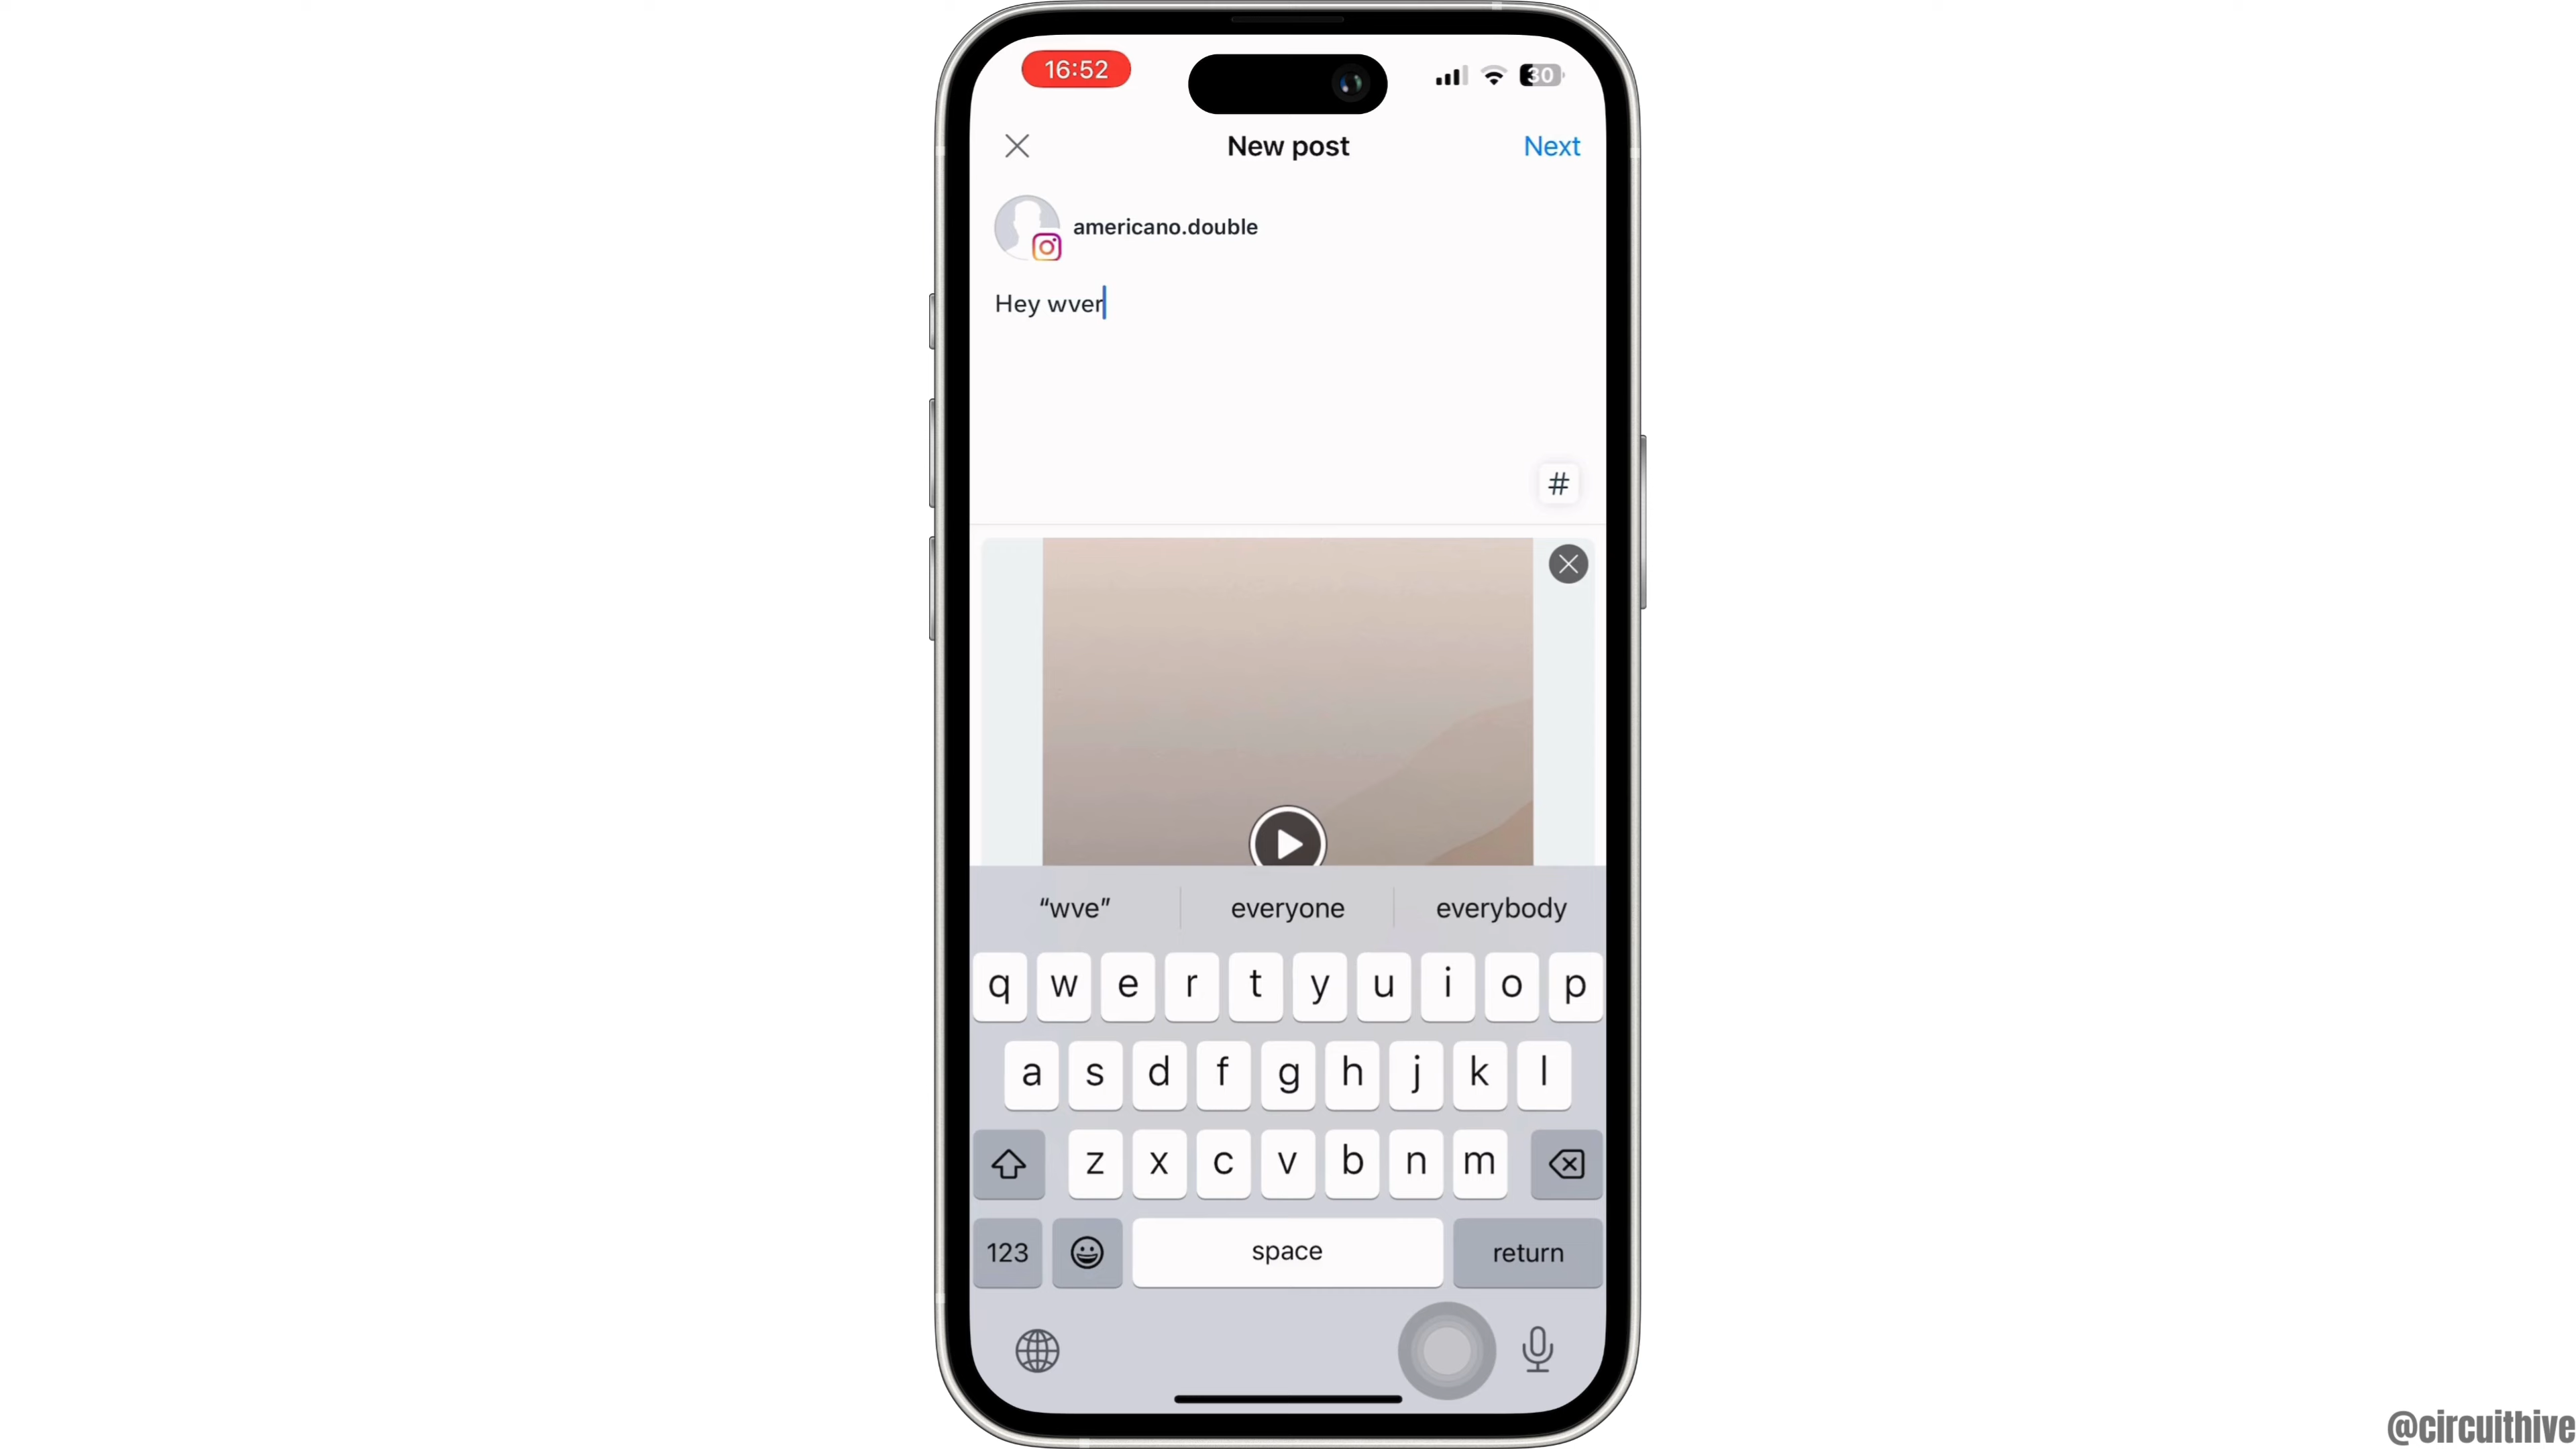 16:52
30
New post
Next
americano.double
Hey wver
#
“wve”
everyone
everybody
q w e r t y u i o p
a s d f g h j k l
z x c v b n m
123
space
return
@circuithive